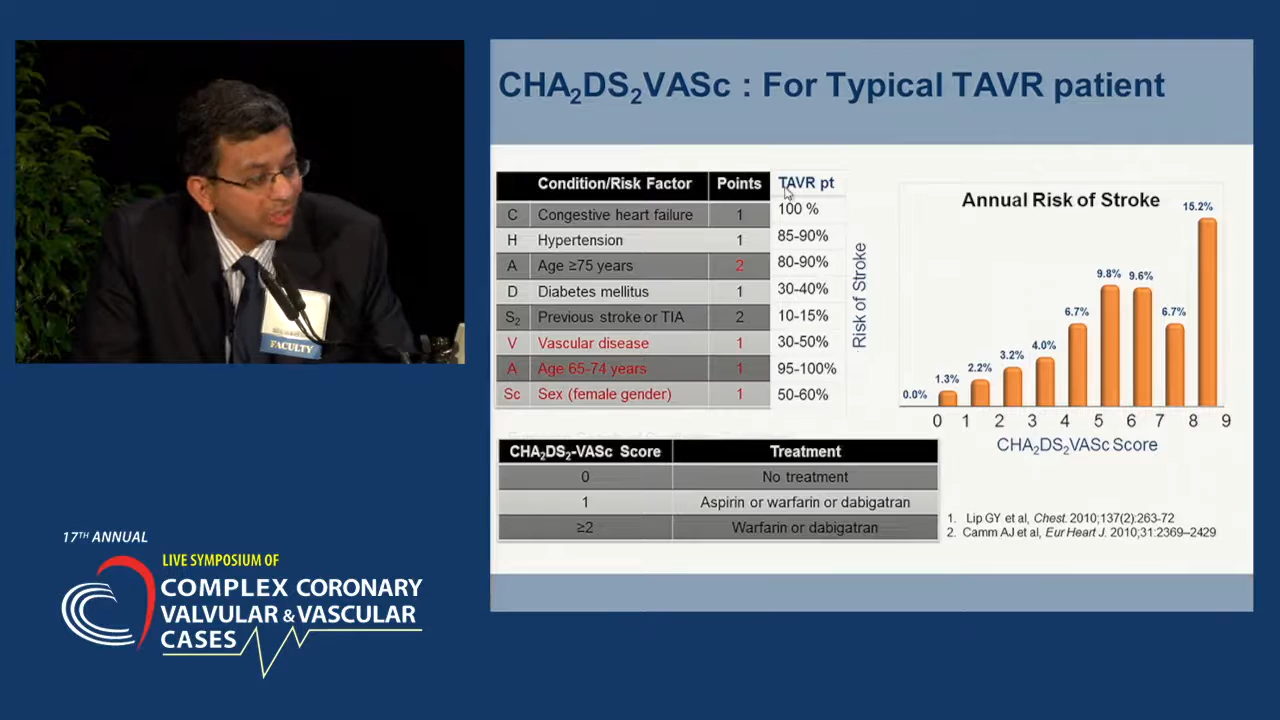 CHA2DS2VASc : For Typical TAVR patient
Condition/Risk Factor Points TAVR pt
C Congestive heart failure 1 100 %
H Hypertension 1 85-90%
A Age ≥75 years 2 80-90%
D Diabetes mellitus 1 30-40%
S2 Previous stroke or TIA 2 10-15%
V Vascular disease 1 30-50%
A Age 65-74 years 1 95-100%
Sc Sex (female gender) 1 50-60%
Risk of Stroke
Annual Risk of Stroke
0.0% 1.3% 2.2% 3.2% 4.0% 6.7% 9.8% 9.6% 6.7% 15.2%
0 1 2 3 4 5 6 7 8 9
CHA2DS2VASc Score
CHA2DS2-VASc Score Treatment
0 No treatment
1 Aspirin or warfarin or dabigatran
≥2 Warfarin or dabigatran
1. Lip GY et al, Chest. 2010;137(2):263-72
2. Camm AJ et al, Eur Heart J. 2010;31:2369–2429
FACULTY
17TH ANNUAL
LIVE SYMPOSIUM OF
COMPLEX CORONARY
VALVULAR & VASCULAR
CASES